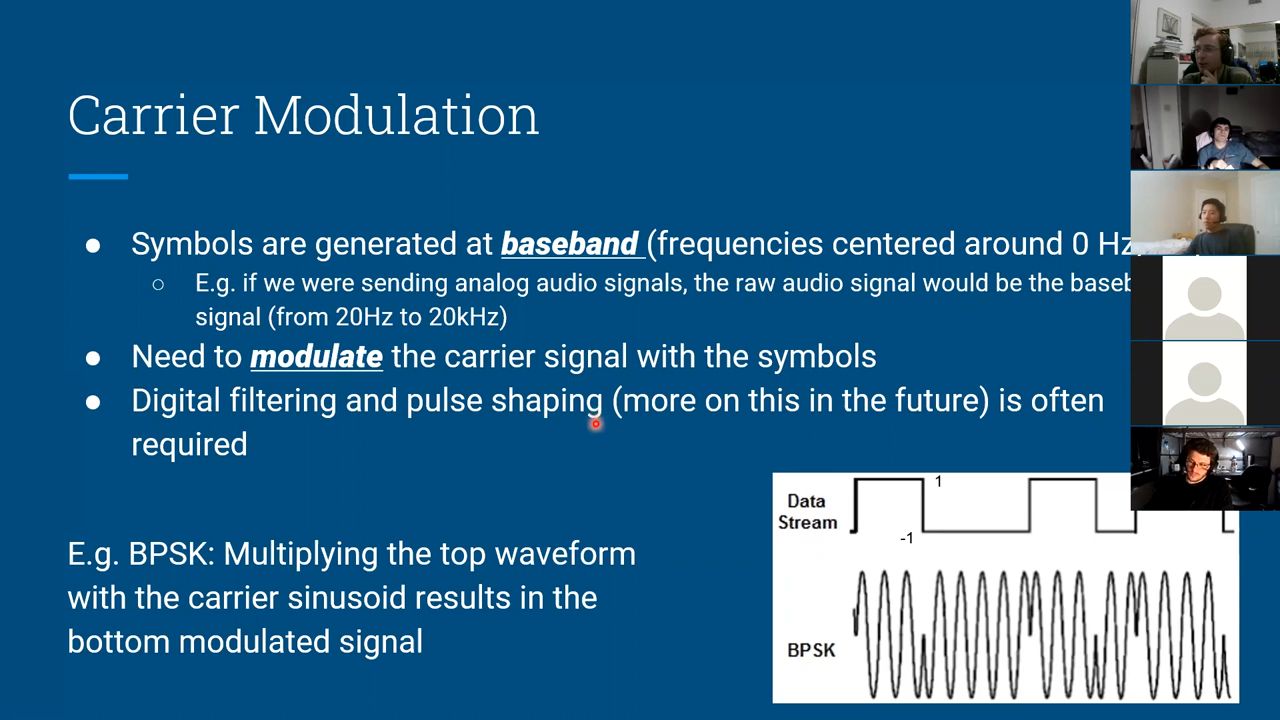 Carrier Modulation
● Symbols are generated at baseband (frequencies centered around 0 Hz
○ E.g. if we were sending analog audio signals, the raw audio signal would be the baseb
signal (from 20Hz to 20kHz)
● Need to modulate the carrier signal with the symbols
● Digital filtering and pulse shaping (more on this in the future) is often
required
E.g. BPSK: Multiplying the top waveform
with the carrier sinusoid results in the
bottom modulated signal
Data
Stream
1
-1
BPSK